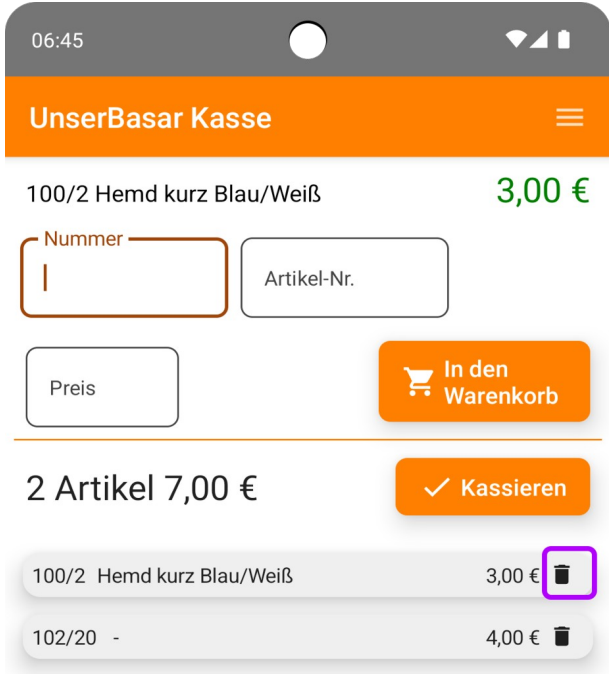 06:45
UnserBasar Kasse
100/2 Hemd kurz Blau/Weiß 3,00 €
Nummer
Artikel-Nr.
Preis
In den
Warenkorb
2 Artikel 7,00 €
Kassieren
100/2 Hemd kurz Blau/Weiß 3,00 €
102/20 - 4,00 €